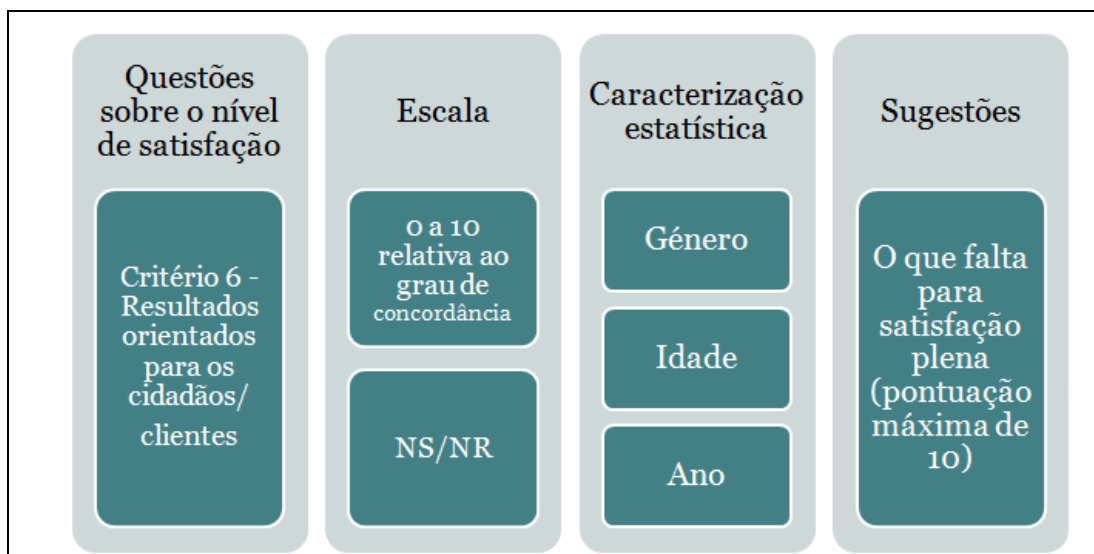 Questões
sobre o nível
de satisfação
Critério 6 -
Resultados
orientados
para os
cidadãos/
clientes
Escala
0 a 10
relativa ao
grau de
concordância
NS/NR
Caracterização
estatística
Género
Idade
Ano
Sugestões
O que falta
para
satisfação
plena
(pontuação
máxima de
10)